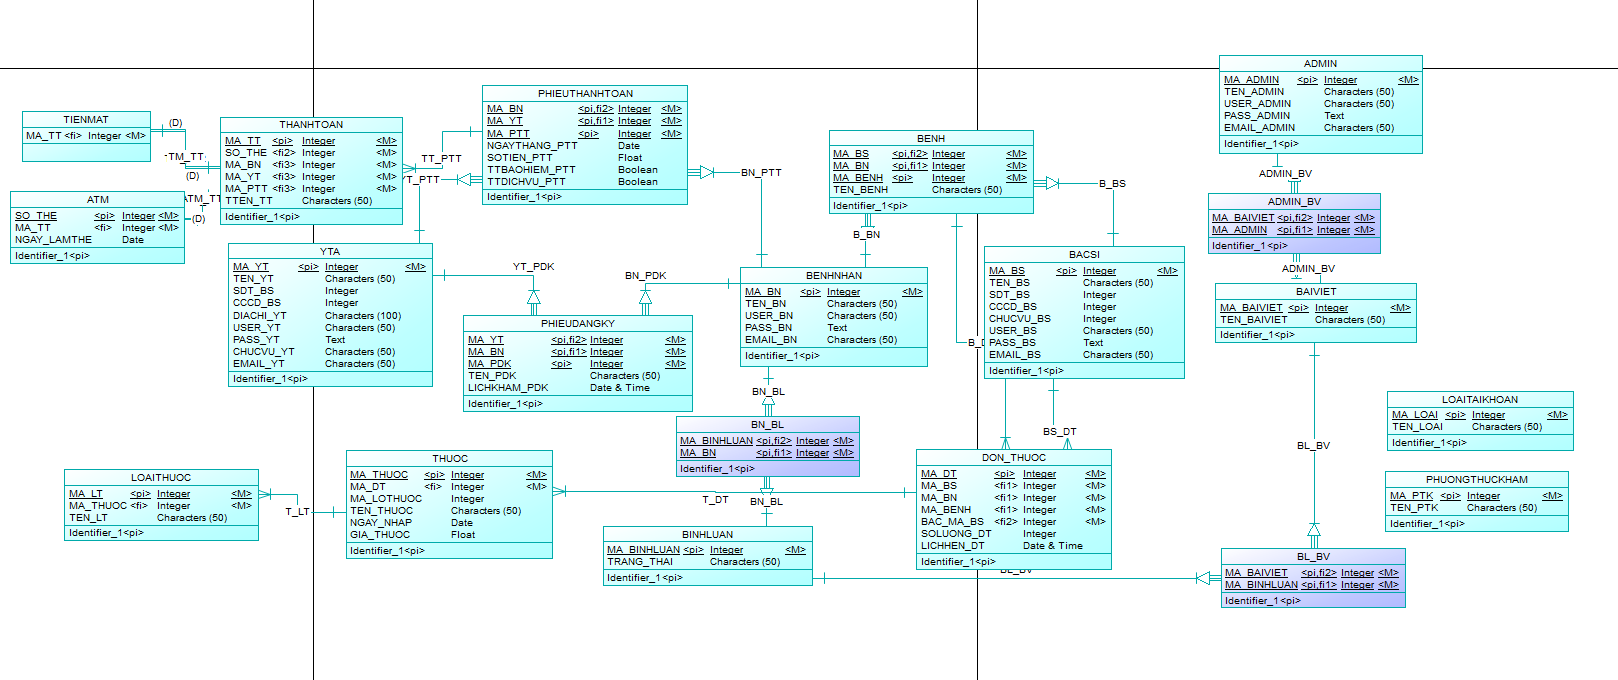 ADMIN
MA_ADMIN <pi> Integer <M>
TEN_ADMIN Characters (50)
USER_ADMIN Characters (50)
PASS_ADMIN Text
EMAIL_ADMIN Characters (50)
Identifier_1 <pi>
PHIEUTHANHTOAN
MA_BN <pi,fi2> Integer <M>
MA_YT <pi,fi1> Integer <M>
MA_PTT <pi> Integer <M>
NGAYTHANG_PTT Date
SOTIEN_PTT Float
TTBAOHIEM_PTT Boolean
TTDICHVU_PTT Boolean
Identifier_1 <pi>
TIENMAT
MA_TT <fi> Integer <M>
(D)
TM_TT
(D)
THANHTOAN
MA_TT <pi> Integer <M>
SO_THE <fi2> Integer <M>
MA_BN <fi3> Integer <M>
MA_YT <fi3> Integer <M>
MA_PTT <fi3> Integer <M>
TTEN_TT Characters (50)
Identifier_1 <pi>
TT_PTT
YT_PTT
BN_PTT
BENH
MA_BS <pi,fi2> Integer <M>
MA_BN <pi,fi1> Integer <M>
MA_BENH <pi> Integer <M>
TEN_BENH Characters (50)
Identifier_1 <pi>
B_BS
B_BN
ADMIN_BV
ADMIN_BV
MA_BAIVIET <pi,fi2> Integer <M>
MA_ADMIN <pi,fi1> Integer <M>
Identifier_1 <pi>
ADMIN_BV
ATM
SO_THE <pi> Integer <M>
MA_TT <fi> Integer <M>
NGAY_LAMTHE Date
Identifier_1 <pi>
ATM_TT
(D)
YTA
MA_YT <pi> Integer <M>
TEN_YT Characters (50)
SDT_BS Integer
CCCD_BS Integer
DIACHI_YT Characters (100)
USER_YT Characters (50)
PASS_YT Text
CHUCVU_YT Characters (50)
EMAIL_YT Characters (50)
Identifier_1 <pi>
YT_PDK
BN_PDK
BENHNHAN
MA_BN <pi> Integer <M>
TEN_BN Characters (50)
USER_BN Characters (50)
PASS_BN Text
EMAIL_BN Characters (50)
Identifier_1 <pi>
BACSI
MA_BS <pi> Integer <M>
TEN_BS Characters (50)
SDT_BS Integer
CCCD_BS Integer
CHUCVU_BS Integer
USER_BS Characters (50)
PASS_BS Text
EMAIL_BS Characters (50)
Identifier_1 <pi>
BAIVIET
MA_BAIVIET <pi> Integer <M>
TEN_BAIVIET Characters (50)
Identifier_1 <pi>
PHIEUDANGKY
MA_YT <pi,fi2> Integer <M>
MA_BN <pi,fi1> Integer <M>
MA_PDK <pi> Integer <M>
TEN_PDK Characters (50)
LICHKHAM_PDK Date & Time
Identifier_1 <pi>
BN_BL
BN_BL
MA_BINHLUAN <pi,fi2> Integer <M>
MA_BN <pi,fi1> Integer <M>
Identifier_1 <pi>
BN_BL
BS_DT
BL_BV
LOAITAIKHOAN
MA_LOAI <pi> Integer <M>
TEN_LOAI Characters (50)
Identifier_1 <pi>
LOAITHUOC
MA_LT <pi> Integer <M>
MA_THUOC <fi> Integer <M>
TEN_LT Characters (50)
Identifier_1 <pi>
T_LT
THUOC
MA_THUOC <pi> Integer <M>
MA_DT <fi> Integer <M>
MA_LOTHUOC Integer
TEN_THUOC Characters (50)
NGAY_NHAP Date
GIA_THUOC Float
Identifier_1 <pi>
T_DT
DON_THUOC
MA_DT <pi> Integer <M>
MA_BS <fi1> Integer <M>
MA_BN <fi1> Integer <M>
MA_BENH <fi1> Integer <M>
BAC_MA_BS <fi2> Integer <M>
SOLUONG_DT Integer
LICHHEN_DT Date & Time
Identifier_1 <pi>
PHUONGTHUCKHAM
MA_PTK <pi> Integer <M>
TEN_PTK Characters (50)
Identifier_1 <pi>
BINHLUAN
MA_BINHLUAN <pi> Integer <M>
TRANG_THAI Characters (50)
Identifier_1 <pi>
BL_BV
BL_BV
MA_BAIVIET <pi,fi2> Integer <M>
MA_BINHLUAN <pi,fi1> Integer <M>
Identifier_1 <pi>